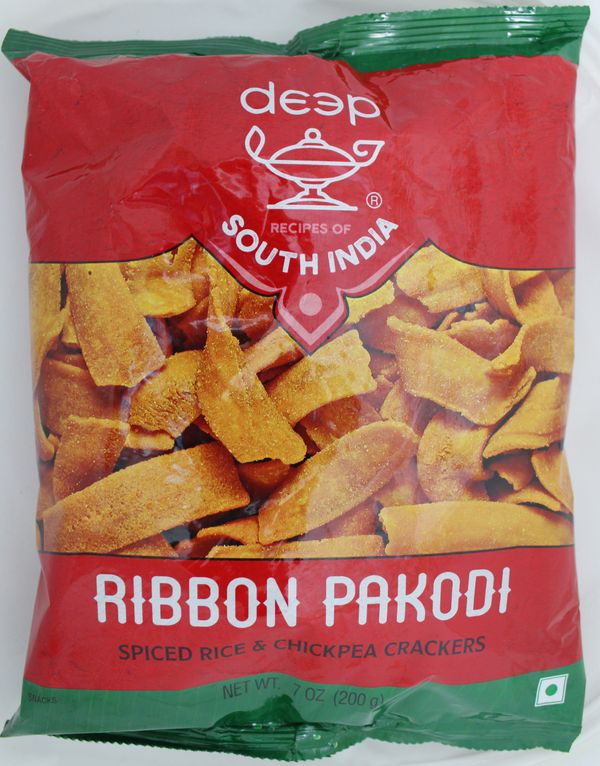 deep
®
RECIPES OF
SOUTH INDIA
RIBBON PAKODI
SPICED RICE & CHICKPEA CRACKERS
NET WT. 7 OZ (200 g)
SNACKS